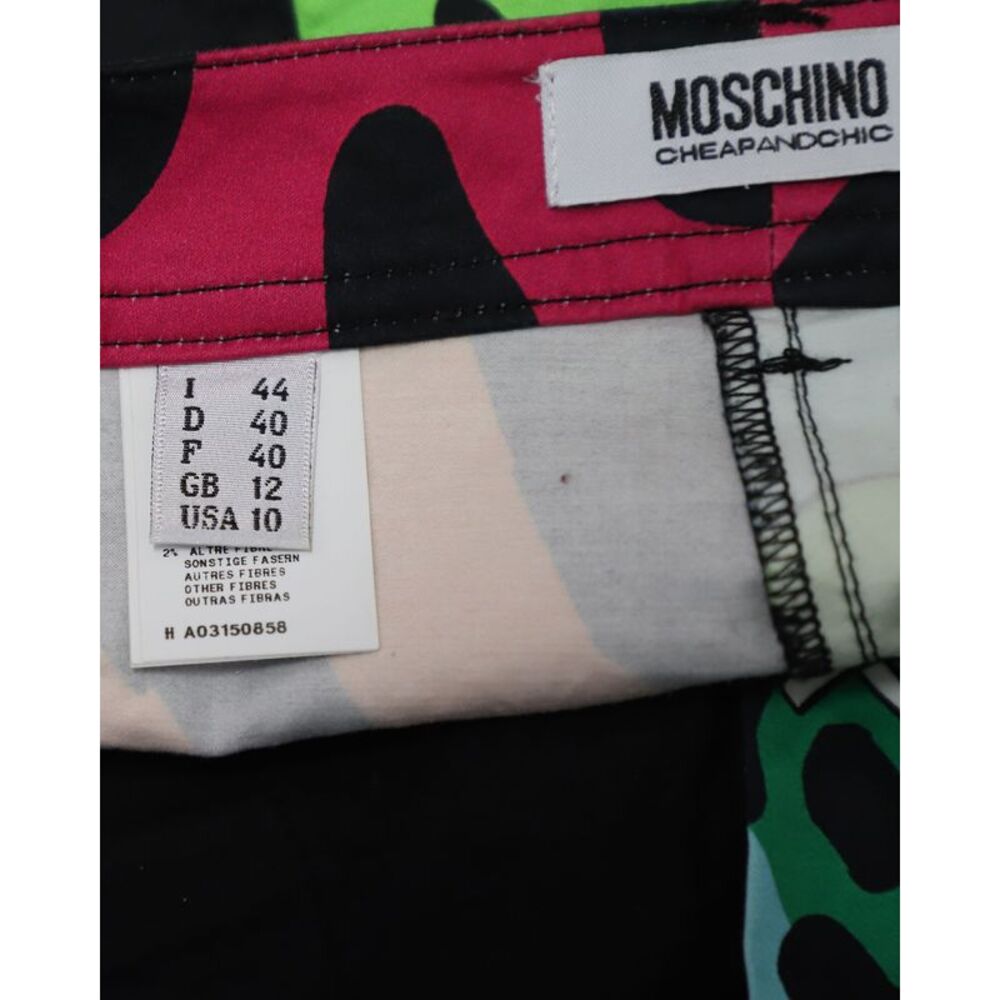 MOSCHINO
CHEAPANDCHIC
I 44
D 40
F 40
GB 12
USA 10
2% ALTRE FIBRE
SONSTIGE FASERN
AUTRES FIBRES
OTHER FIBRES
OUTRAS FIBRAS
H A03150858